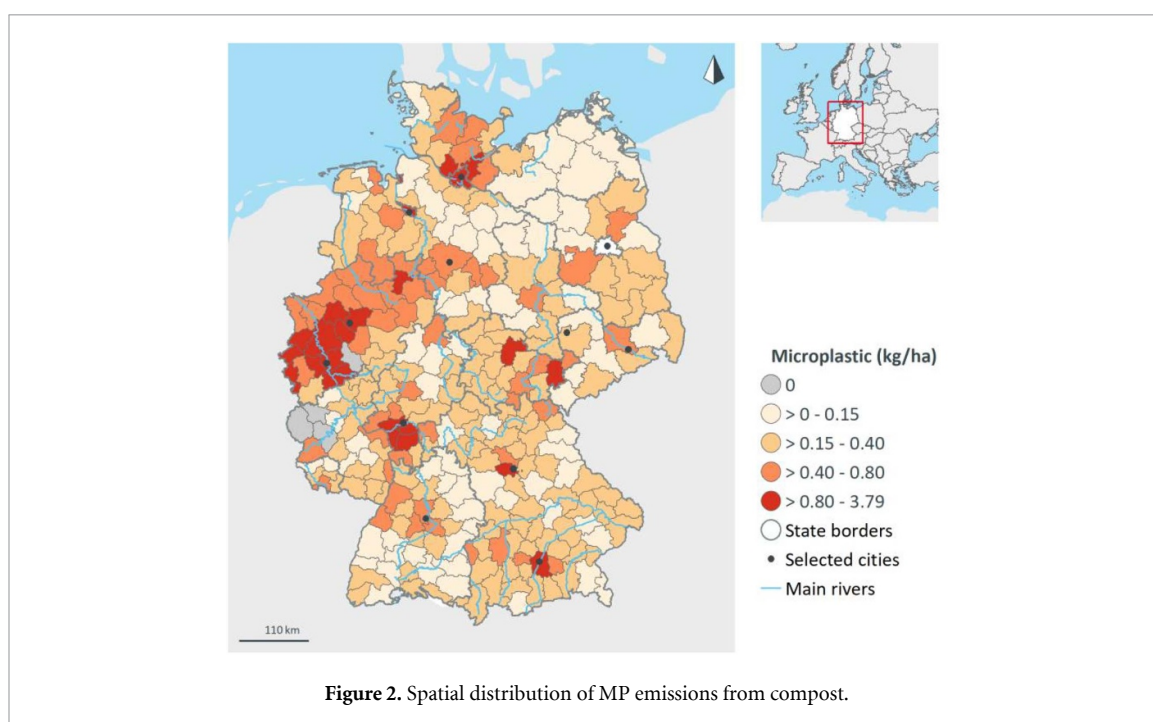 Microplastic (kg/ha)
0
> 0 - 0.15
> 0.15 - 0.40
> 0.40 - 0.80
> 0.80 - 3.79
State borders
Selected cities
Main rivers
110 km
Figure 2. Spatial distribution of MP emissions from compost.